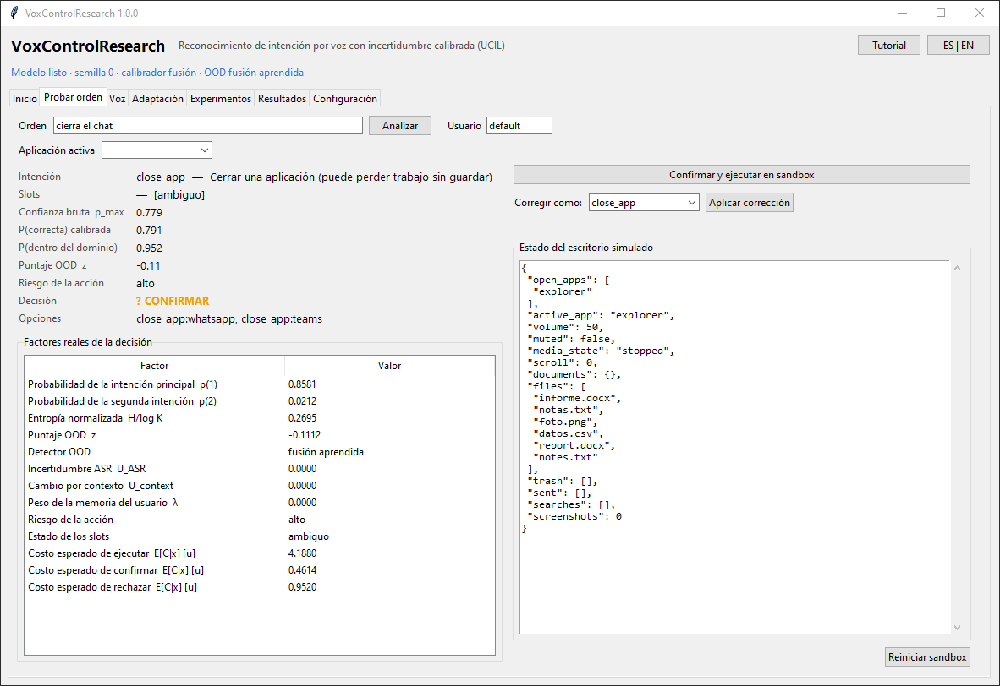 VoxControlResearch 1.0.0
VoxControlResearch Reconocimiento de intención por voz con incertidumbre calibrada (UCIL) Tutorial ES | EN
Modelo listo · semilla 0 · calibrador fusión · OOD fusión aprendida
Inicio Probar orden Voz Adaptación Experimentos Resultados Configuración
Orden cierra el chat Analizar Usuario default
Aplicación activa
Intención close_app — Cerrar una aplicación (puede perder trabajo sin guardar)
Slots — [ambiguo]
Confianza bruta p_max 0.779
P(correcta) calibrada 0.791
P(dentro del dominio) 0.952
Puntaje OOD z -0.11
Riesgo de la acción alto
Decisión ? CONFIRMAR
Opciones close_app:whatsapp, close_app:teams
Factores reales de la decisión
Factor Valor
Probabilidad de la intención principal p(1) 0.8581
Probabilidad de la segunda intención p(2) 0.0212
Entropía normalizada H/log K 0.2695
Puntaje OOD z -0.1112
Detector OOD fusión aprendida
Incertidumbre ASR U_ASR 0.0000
Cambio por contexto U_context 0.0000
Peso de la memoria del usuario λ 0.0000
Riesgo de la acción alto
Estado de los slots ambiguo
Costo esperado de ejecutar E[C|x] [u] 4.1880
Costo esperado de confirmar E[C|x] [u] 0.4614
Costo esperado de rechazar E[C|x] [u] 0.9520
Confirmar y ejecutar en sandbox
Corregir como: close_app Aplicar corrección
Estado del escritorio simulado
{
"open_apps": [
"explorer"
],
"active_app": "explorer",
"volume": 50,
"muted": false,
"media_state": "stopped",
"scroll": 0,
"documents": {},
"files": [
"informe.docx",
"notas.txt",
"foto.png",
"datos.csv",
"report.docx",
"notes.txt"
],
"trash": [],
"sent": [],
"searches": [],
"screenshots": 0
}
Reiniciar sandbox